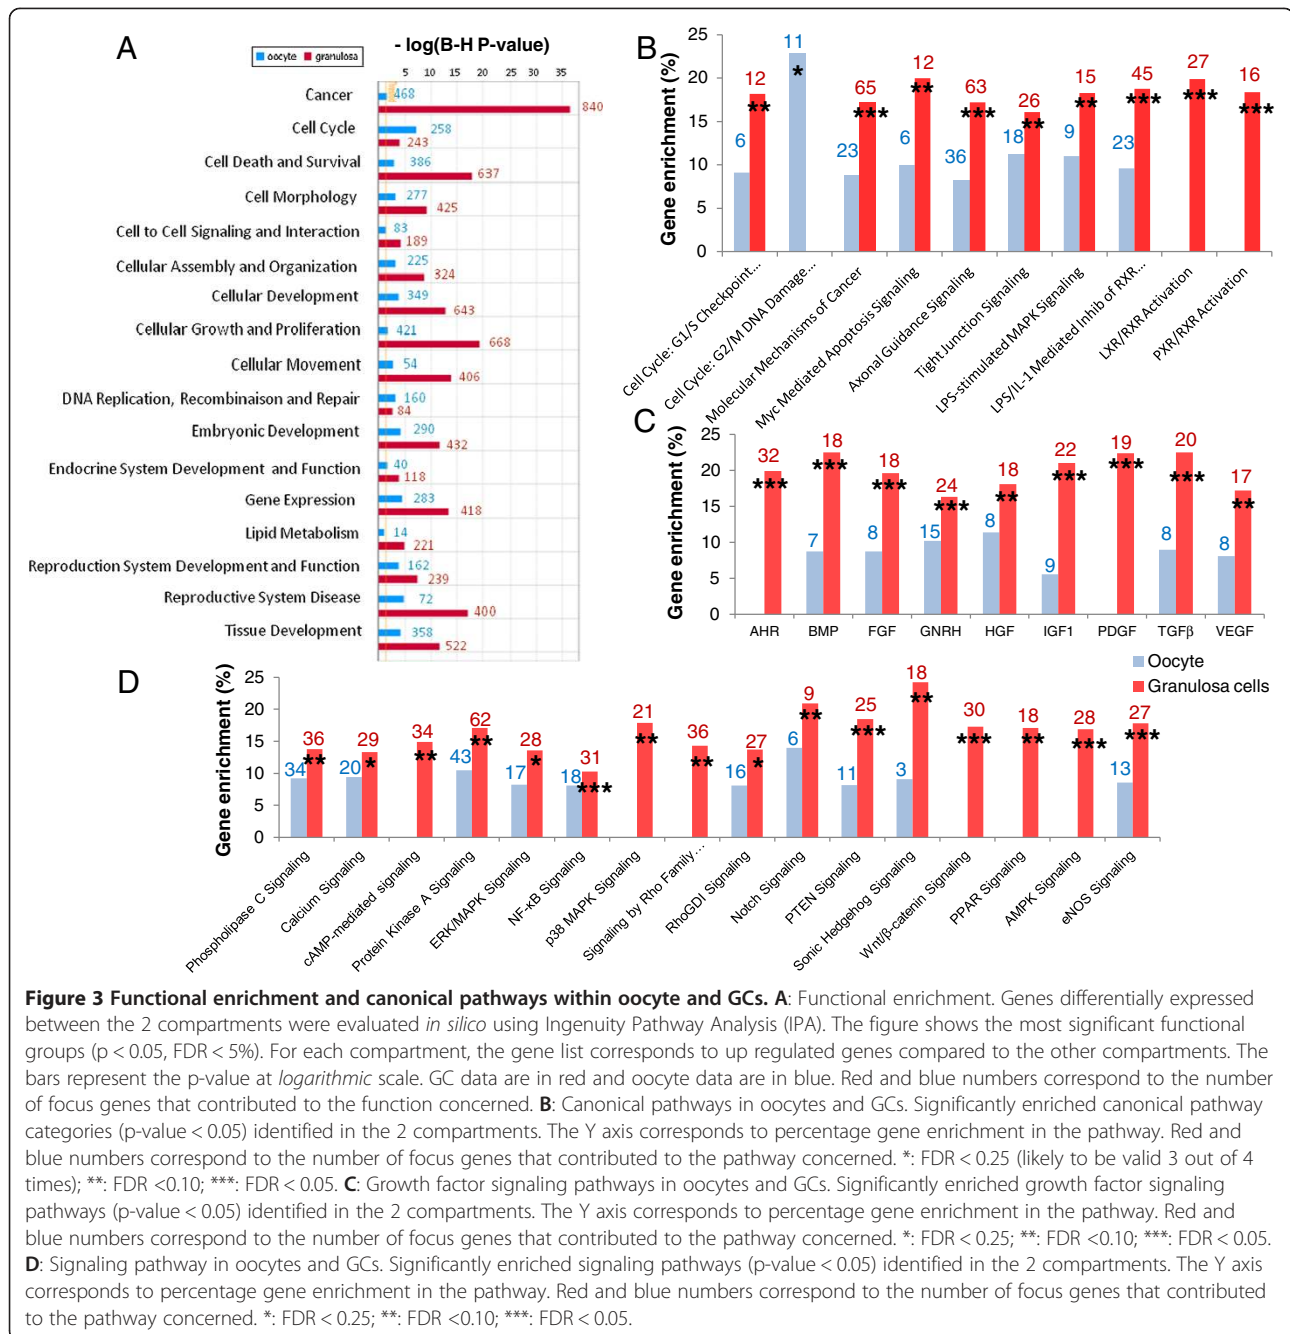 A
- log(B-H P-value)
oocyte granulosa
5 10 15 20 25 30 35
Cancer 468 840
Cell Cycle 258 243
Cell Death and Survival 386 637
Cell Morphology 277 425
Cell to Cell Signaling and Interaction 83 189
Cellular Assembly and Organization 225 324
Cellular Development 349 643
Cellular Growth and Proliferation 421 668
Cellular Movement 54 406
DNA Replication, Recombinaison and Repair 160 84
Embryonic Development 290 432
Endocrine System Development and Function 40 118
Gene Expression 283 418
Lipid Metabolism 14 221
Reproduction System Development and Function 162 239
Reproductive System Disease 72 400
Tissue Development 358 522
B
Gene enrichment (%)
25
20
15
10
5
0
6 12 ** 11 * 23 65 *** 6 12 ** 36 63 *** 18 26 ** 9 15 ** 23 45 *** 27 *** 16 ***
Cell Cycle: G1/S Checkpoint...
Cell Cycle: G2/M DNA Damage...
Molecular Mechanisms of Cancer
Myc Mediated Apoptosis Signaling
Axonal Guidance Signaling
Tight Junction Signaling
LPS-stimulated MAPK Signaling
LPS/IL-1 Mediated Inhib of RXR...
LXR/RXR Activation
PXR/RXR Activation
C
Gene enrichment (%)
25
20
15
10
5
0
32 *** 7 18 *** 8 18 *** 15 24 *** 8 18 ** 9 22 *** 19 *** 8 20 *** 8 17 **
AHR BMP FGF GNRH HGF IGF1 PDGF TGFβ VEGF
Oocyte
Granulosa cells
D
Gene enrichment (%)
25
20
15
10
5
0
34 36 ** 20 29 * 34 ** 43 62 ** 17 28 * 18 31 *** 21 ** 36 ** 16 27 * 6 9 ** 11 25 *** 3 18 ** 30 *** 18 ** 28 *** 13 27 ***
Phospholipase C Signaling
Calcium Signaling
cAMP-mediated signaling
Protein Kinase A Signaling
ERK/MAPK Signaling
NF-κB Signaling
p38 MAPK Signaling
Signaling by Rho Family...
RhoGDI Signaling
Notch Signaling
PTEN Signaling
Sonic Hedgehog Signaling
Wnt/β-catenin Signaling
PPAR Signaling
AMPK Signaling
eNOS Signaling
Figure 3 Functional enrichment and canonical pathways within oocyte and GCs. A: Functional enrichment. Genes differentially expressed
between the 2 compartments were evaluated in silico using Ingenuity Pathway Analysis (IPA). The figure shows the most significant functional
groups (p < 0.05, FDR < 5%). For each compartment, the gene list corresponds to up regulated genes compared to the other compartments. The
bars represent the p-value at logarithmic scale. GC data are in red and oocyte data are in blue. Red and blue numbers correspond to the number
of focus genes that contributed to the function concerned. B: Canonical pathways in oocytes and GCs. Significantly enriched canonical pathway
categories (p-value < 0.05) identified in the 2 compartments. The Y axis corresponds to percentage gene enrichment in the pathway. Red and
blue numbers correspond to the number of focus genes that contributed to the pathway concerned. *: FDR < 0.25 (likely to be valid 3 out of 4
times); **: FDR <0.10; ***: FDR < 0.05. C: Growth factor signaling pathways in oocytes and GCs. Significantly enriched growth factor signaling
pathways (p-value < 0.05) identified in the 2 compartments. The Y axis corresponds to percentage gene enrichment in the pathway. Red and
blue numbers correspond to the number of focus genes that contributed to the pathway concerned. *: FDR < 0.25; **: FDR <0.10; ***: FDR < 0.05.
D: Signaling pathway in oocytes and GCs. Significantly enriched signaling pathways (p-value < 0.05) identified in the 2 compartments. The Y axis
corresponds to percentage gene enrichment in the pathway. Red and blue numbers correspond to the number of focus genes that contributed
to the pathway concerned. *: FDR < 0.25; **: FDR <0.10; ***: FDR < 0.05.